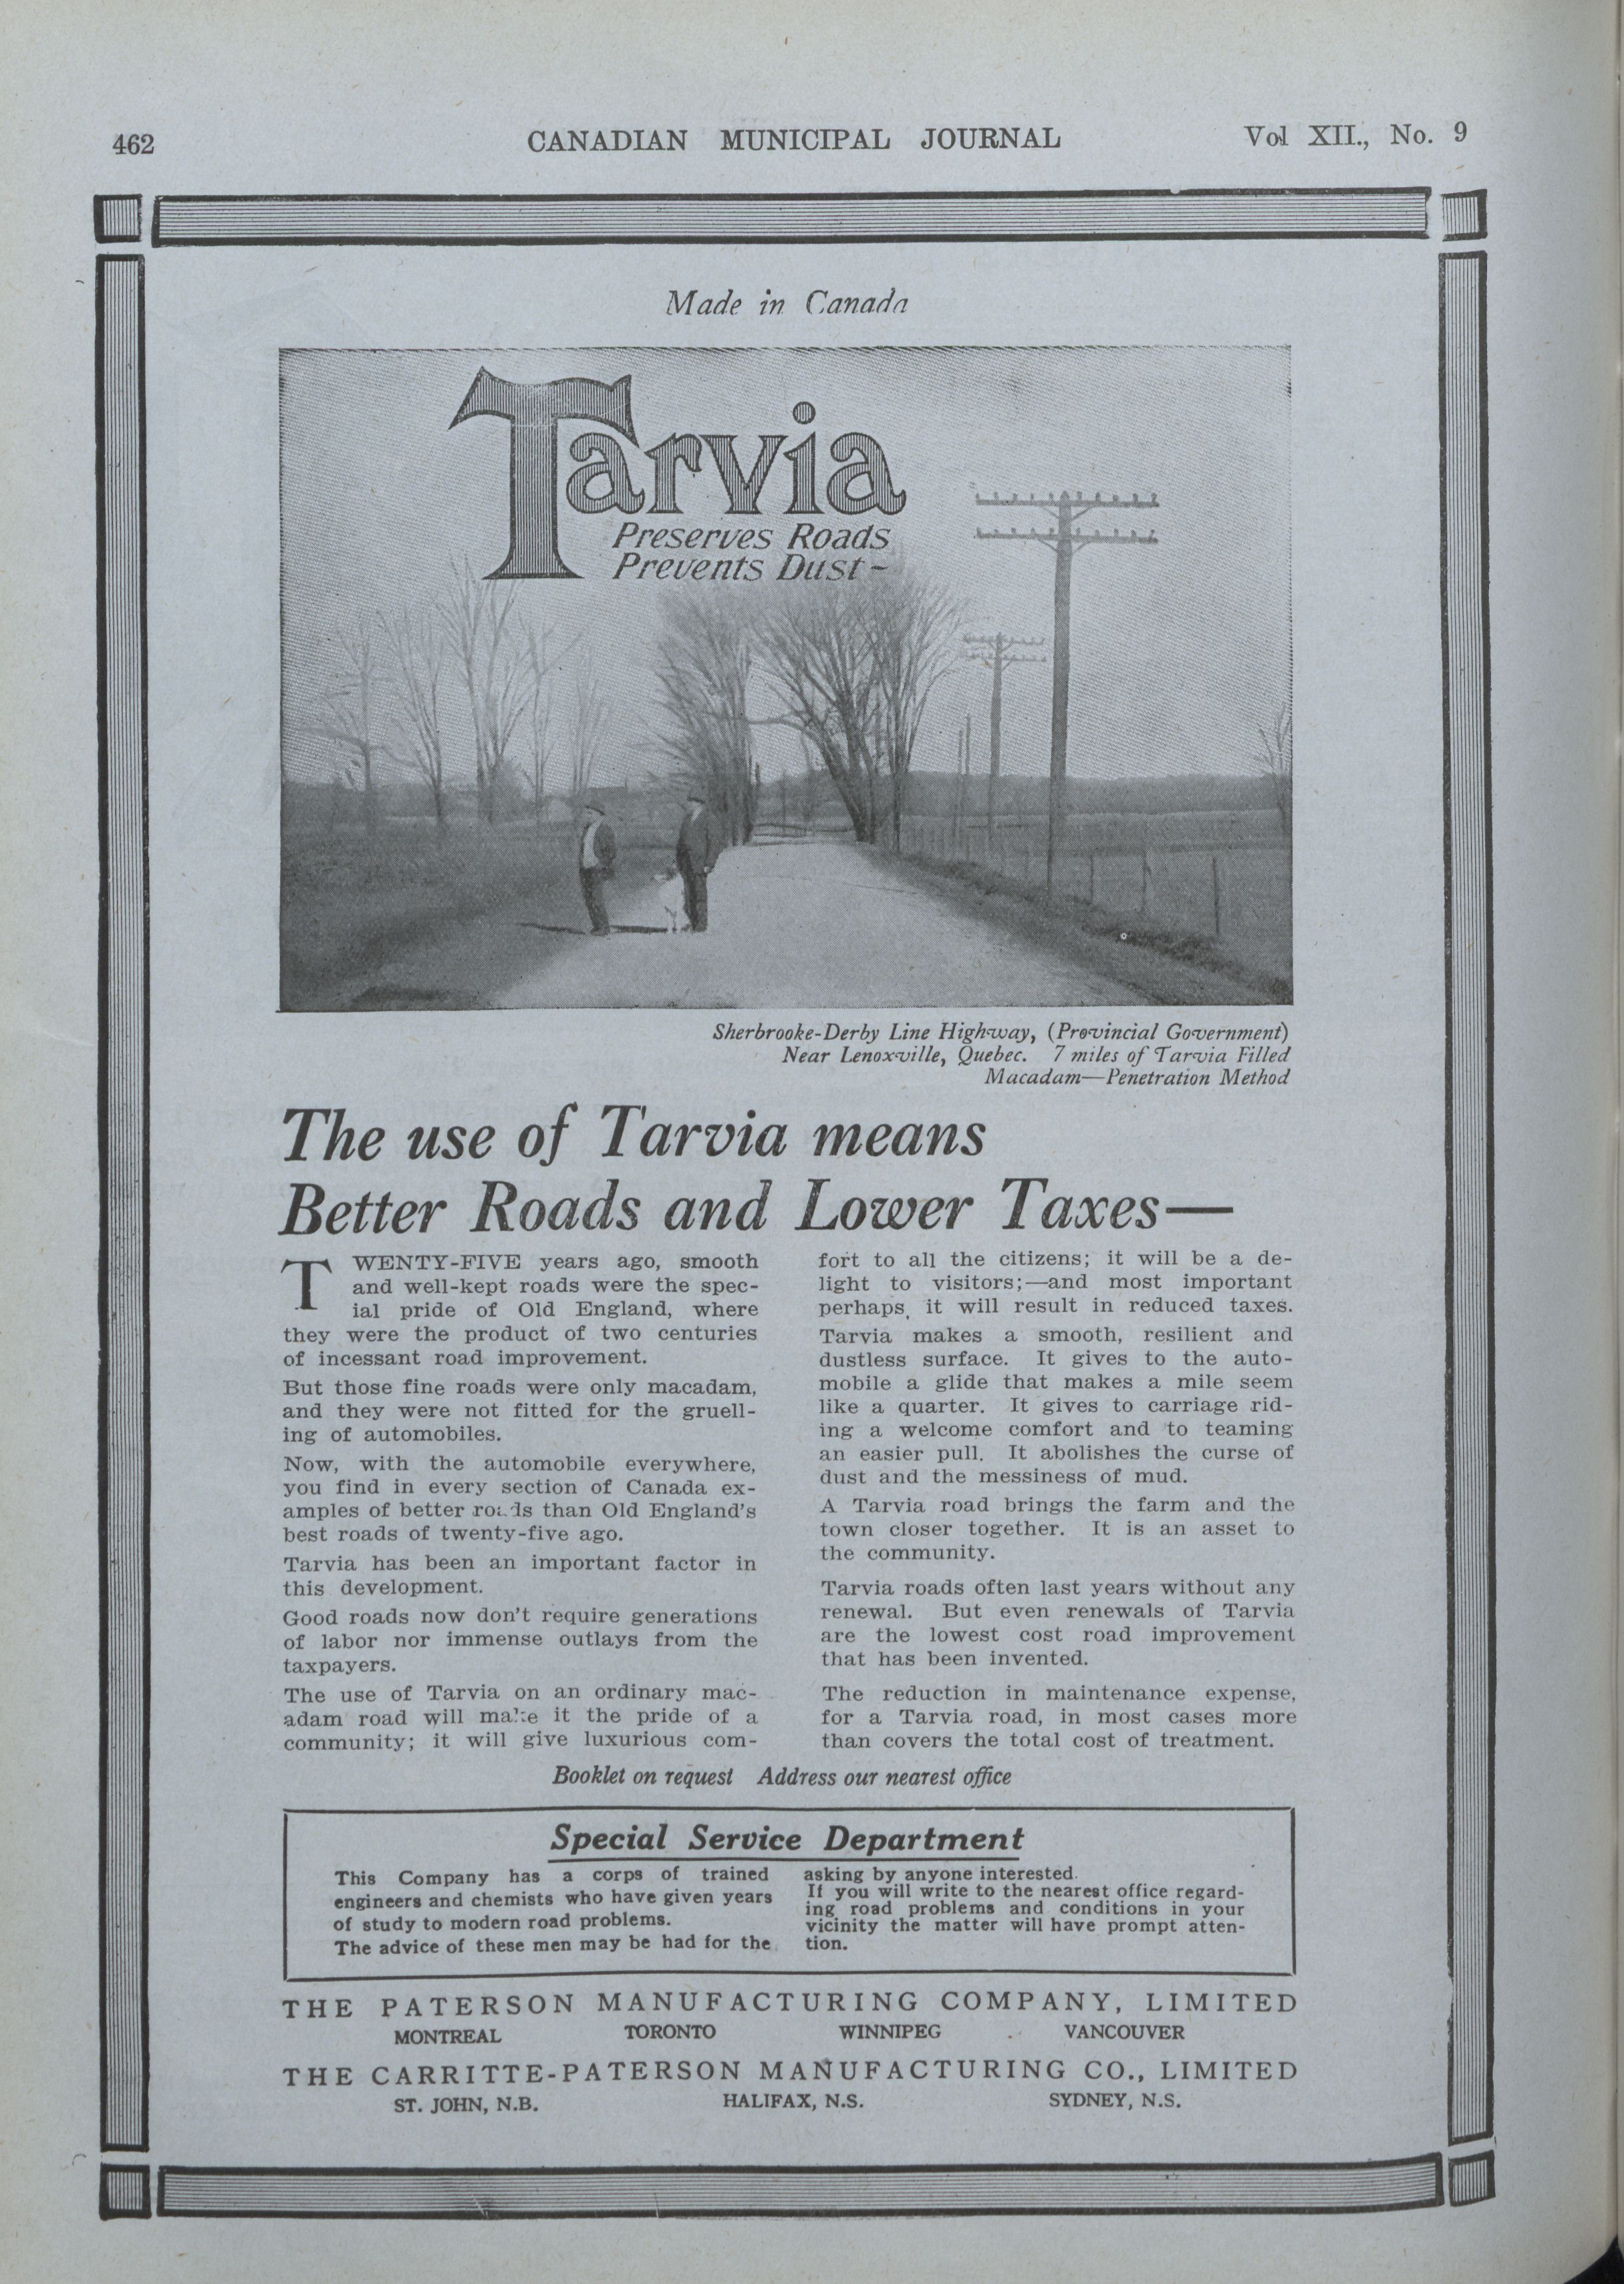 462
CANADIAN MUNICIPAL JOURNAL
Vol XII., No. 9
Made in Canada
Tarvia
Preserves Roads
Prevents Dust-
Sherbrooke-Derby Line Highway, (Provincial Government)
Near Lenoxville, Quebec. 7 miles of Tarvia Filled
Macadam—Penetration Method
The use of Tarvia means
Better Roads and Lower Taxes—
TWENTY-FIVE years ago, smooth
and well-kept roads were the spec-
ial pride of Old England, where
they were the product of two centuries
of incessant road improvement.
But those fine roads were only macadam,
and they were not fitted for the gruell-
ing of automobiles.
Now, with the automobile everywhere,
you find in every section of Canada ex-
amples of better roads than Old England's
best roads of twenty-five ago.
Tarvia has been an important factor in
this development.
Good roads now don't require generations
of labor nor immense outlays from the
taxpayers.
The use of Tarvia on an ordinary mac-
adam road will make it the pride of a
community; it will give luxurious com-
fort to all the citizens; it will be a de-
light to visitors;—and most important
perhaps, it will result in reduced taxes.
Tarvia makes a smooth, resilient and
dustless surface. It gives to the auto-
mobile a glide that makes a mile seem
like a quarter. It gives to carriage rid-
ing a welcome comfort and to teaming
an easier pull. It abolishes the curse of
dust and the messiness of mud.
A Tarvia road brings the farm and the
town closer together. It is an asset to
the community.
Tarvia roads often last years without any
renewal. But even renewals of Tarvia
are the lowest cost road improvement
that has been invented.
The reduction in maintenance expense,
for a Tarvia road, in most cases more
than covers the total cost of treatment.
Booklet on request Address our nearest office
Special Service Department
This Company has a corps of trained
engineers and chemists who have given years
of study to modern road problems.
The advice of these men may be had for the
asking by anyone interested.
If you will write to the nearest office regard-
ing road problems and conditions in your
vicinity the matter will have prompt atten-
tion.
THE PATERSON MANUFACTURING COMPANY, LIMITED
MONTREAL TORONTO WINNIPEG VANCOUVER
THE CARRITTE-PATERSON MANUFACTURING CO., LIMITED
ST. JOHN, N.B. HALIFAX, N.S. SYDNEY, N.S.